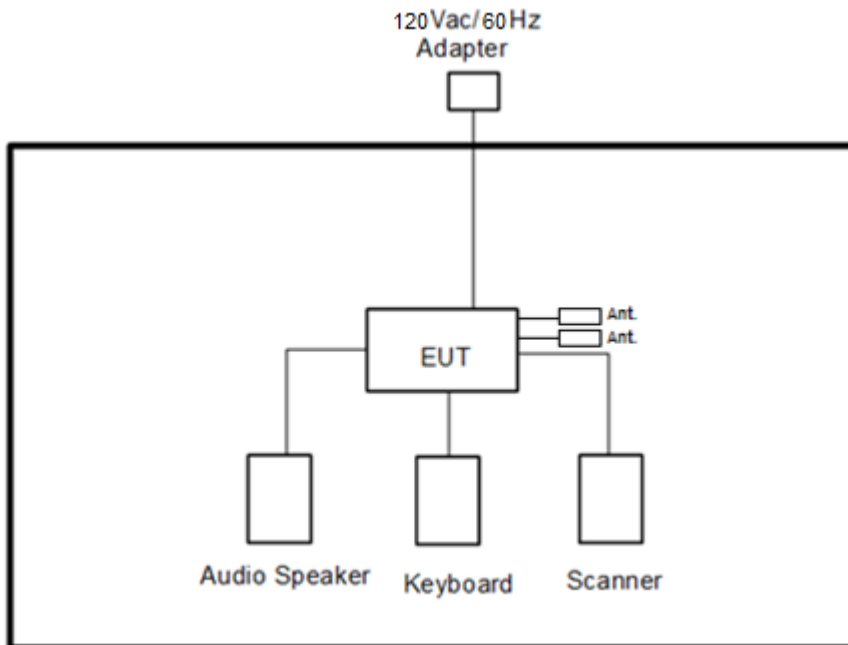 120Vac/60Hz
Adapter
Ant.
Ant.
EUT
Audio Speaker
Keyboard
Scanner